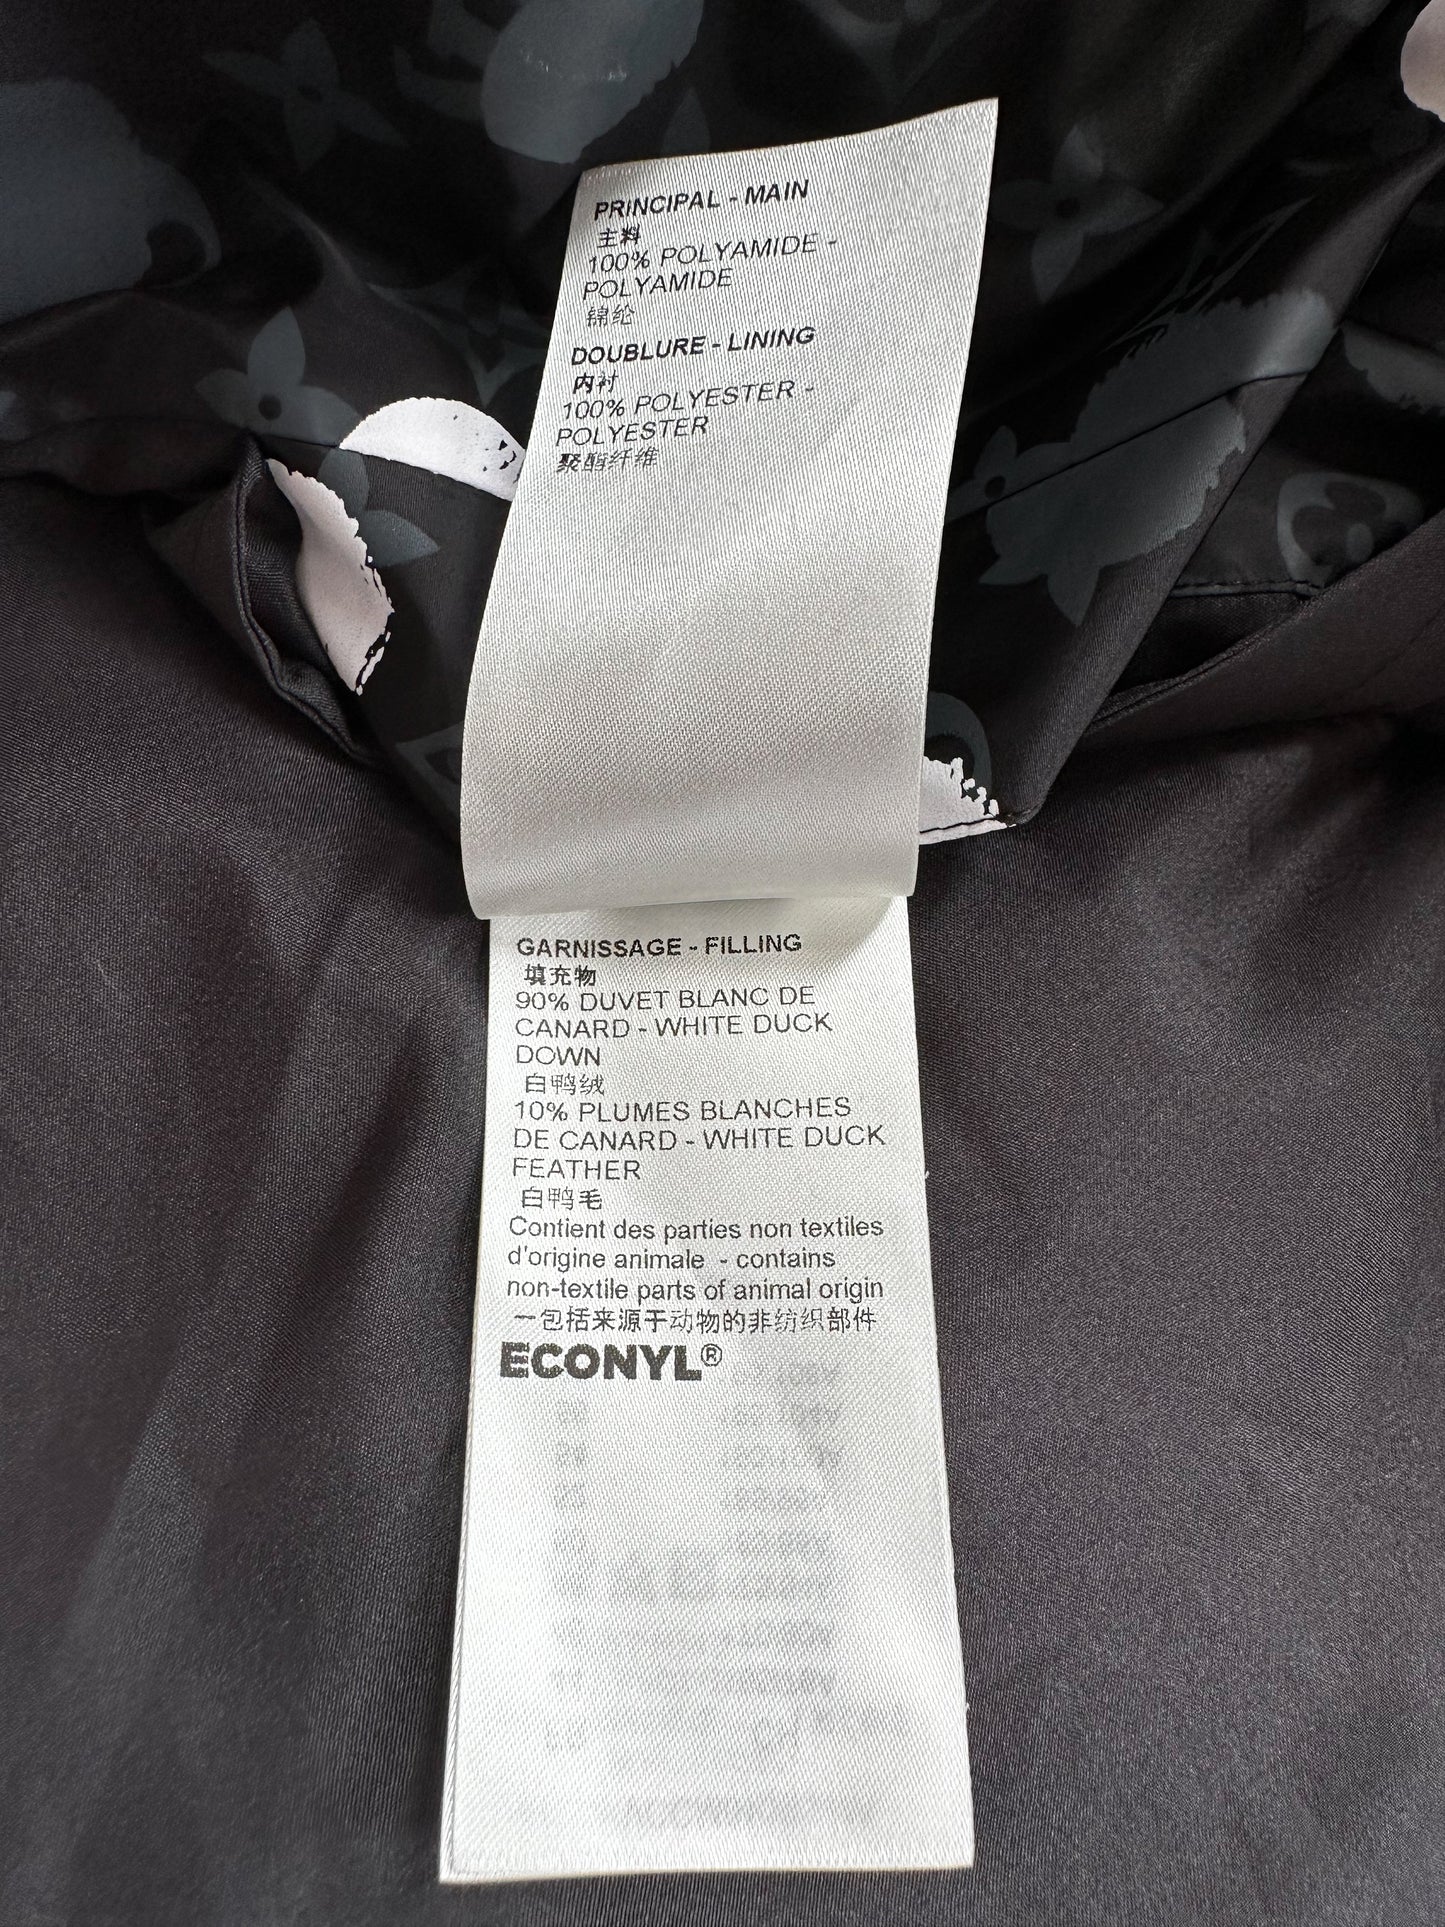 PRINCIPAL - MAIN
主料
100% POLYAMIDE -
POLYAMIDE
锦纶
DOUBLURE - LINING
内衬
100% POLYESTER -
POLYESTER
聚酯纤维
GARNISSAGE - FILLING
填充物
90% DUVET BLANC DE
CANARD - WHITE DUCK
DOWN
白鸭绒
10% PLUMES BLANCHES
DE CANARD - WHITE DUCK
FEATHER
白鸭毛
Contient des parties non textiles
d'origine animale - contains
non-textile parts of animal origin
一包括来源于动物的非纺织部件
ECONYL®